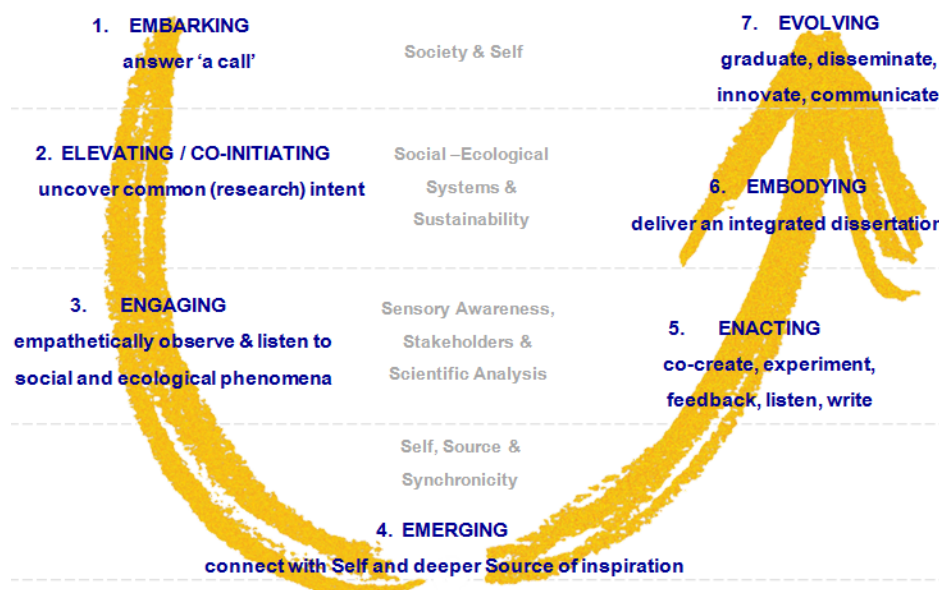 1. EMBARKING
answer ‘a call’
Society & Self
7. EVOLVING
graduate, disseminate,
innovate, communicate
2. ELEVATING / CO-INITIATING
uncover common (research) intent
Social –Ecological
Systems &
Sustainability
6. EMBODYING
deliver an integrated dissertation
3. ENGAGING
empathetically observe & listen to
social and ecological phenomena
Sensory Awareness,
Stakeholders &
Scientific Analysis
5. ENACTING
co-create, experiment,
feedback, listen, write
Self, Source &
Synchronicity
4. EMERGING
connect with Self and deeper Source of inspiration